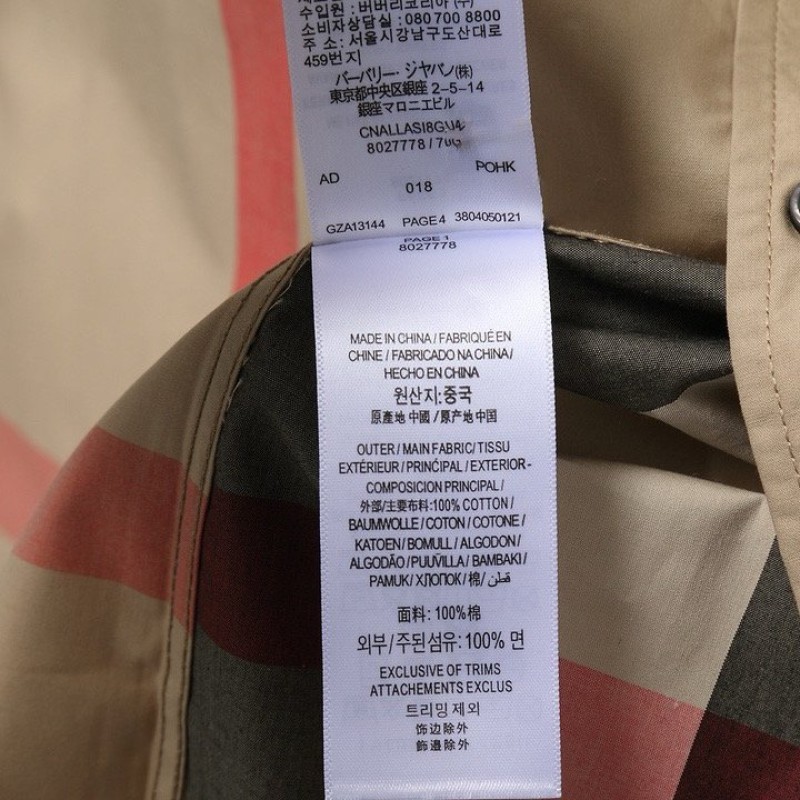 수입원 : 버버리코리아 (주)
소비자상담실 : 080 700 8800
주 소: 서울시강남구도산대로
459번지
バーバリー・ジャパン(株)
東京都中央区銀座 2-5-14
銀座マロニエビル
CNALLASI8GU4
8027778 /
AD
018
POHK
GZA13144 PAGE 4 3804050121
PAGE 1
8027778
MADE IN CHINA / FABRIQUÉ EN
CHINE / FABRICADO NA CHINA /
HECHO EN CHINA
원산지:중국
原產地 中國 / 原产地 中国
OUTER / MAIN FABRIC / TISSU
EXTÉRIEUR / PRINCIPAL / EXTERIOR-
COMPOSICION PRINCIPAL /
外部/主要布料:100% COTTON /
BAUMWOLLE / COTON / COTONE /
KATOEN / BOMULL / ALGODON /
ALGODÃO / PUUVILLA / BAMBAKI /
PAMUK / ХЛОПОК / 棉 / قطن
面料: 100%棉
외부/주된섬유: 100% 면
EXCLUSIVE OF TRIMS
ATTACHEMENTS EXCLUS
트리밍 제외
饰边除外
飾邊除外